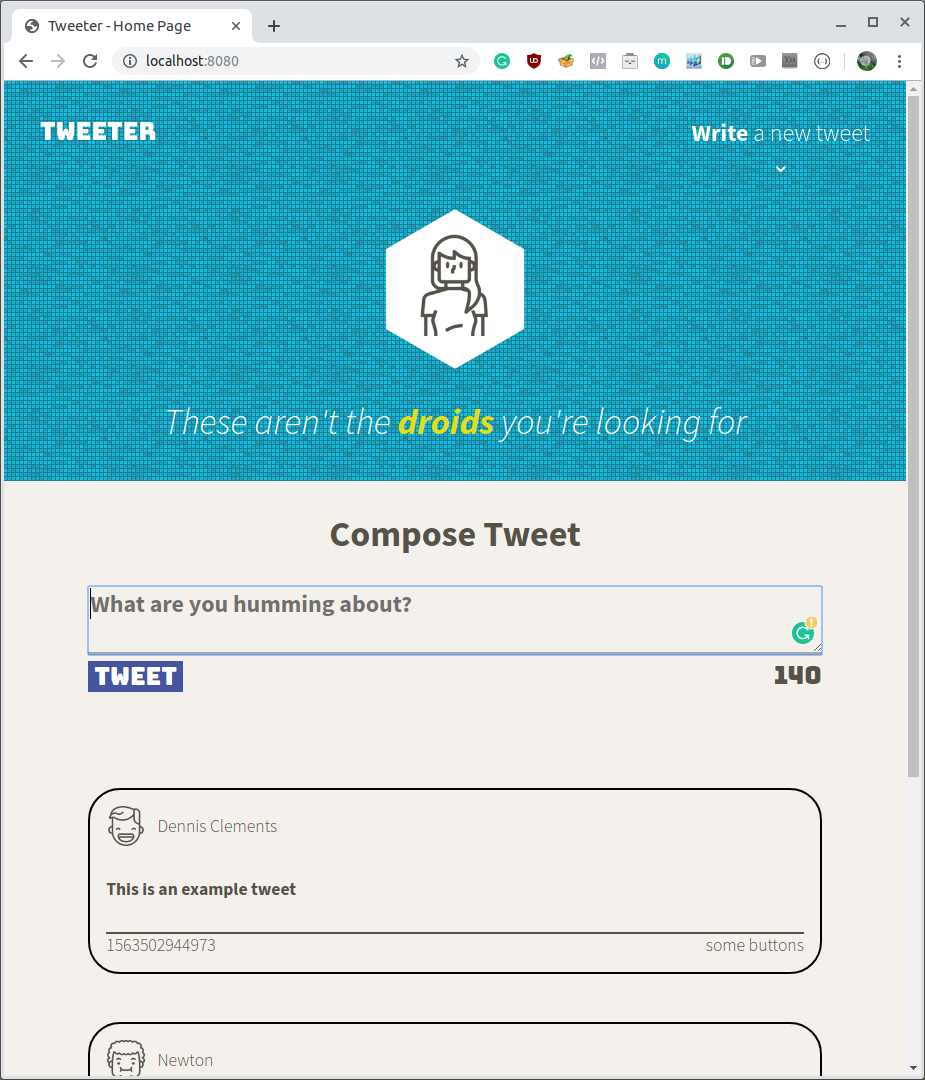 Tweeter - Home Page
localhost:8080
TWEETER
Write a new tweet
These aren't the droids you're looking for
Compose Tweet
What are you humming about?
TWEET
140
Dennis Clements
This is an example tweet
1563502944973
some buttons
Newton